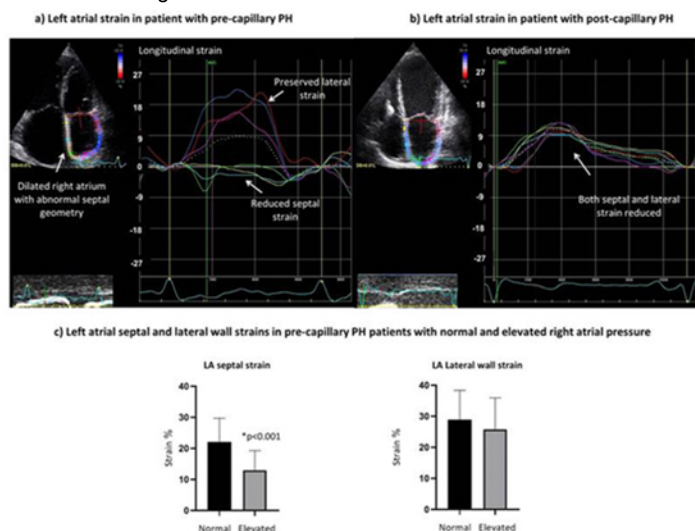 a) Left atrial strain in patient with pre-capillary PH
b) Left atrial strain in patient with post-capillary PH
Longitudinal strain
27
18
9
0
-9
-18
-27
Preserved lateral
strain
Reduced septal
strain
Dilated right atrium
with abnormal septal
geometry
Longitudinal strain
27
18
9
0
-9
-18
-27
Both septal and lateral
strain reduced
c) Left atrial septal and lateral wall strains in pre-capillary PH patients with normal and elevated right atrial pressure
LA septal strain
Strain %
40
30
20
10
0
*p<0.001
Normal Elevated
LA Lateral wall strain
Strain %
40
30
20
10
0
Normal Elevated